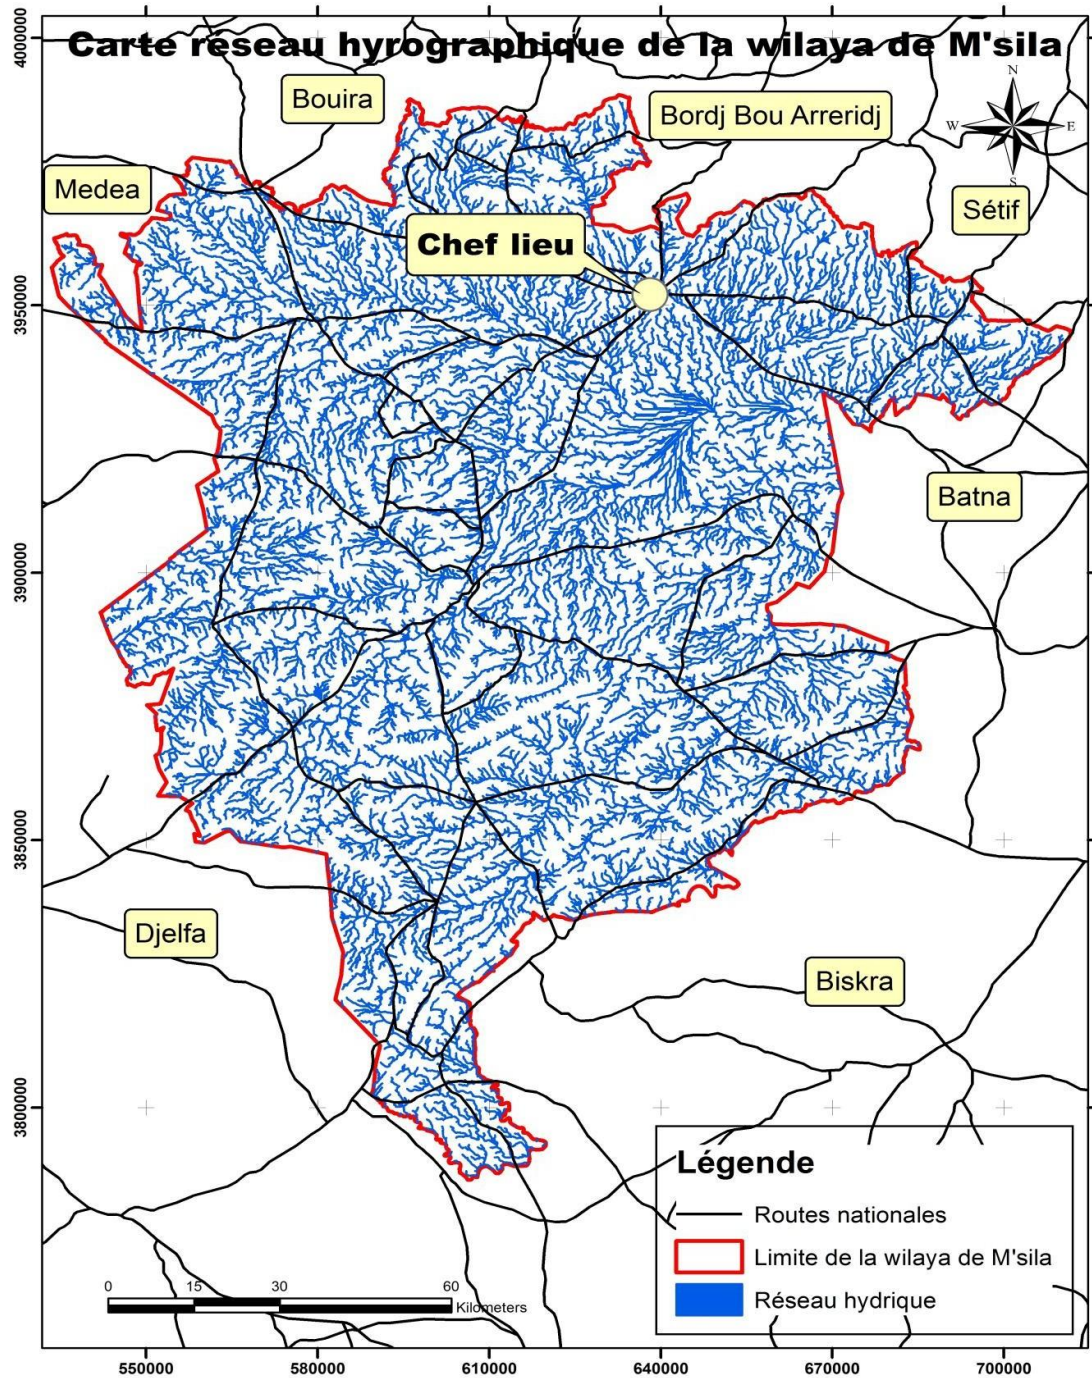 Carte reseau hyrographique de la wilaya de M'sila
Bouira
Bordj Bou Arreridj
Medea
Sétif
N
W
E
S
Chef lieu
Batna
Djelfa
Biskra
Légende
Routes nationales
Limite de la wilaya de M'sila
Réseau hydrique
0 15 30 60
Kilometers
4000000
3950000
3900000
3850000
3800000
550000 580000 610000 640000 670000 700000